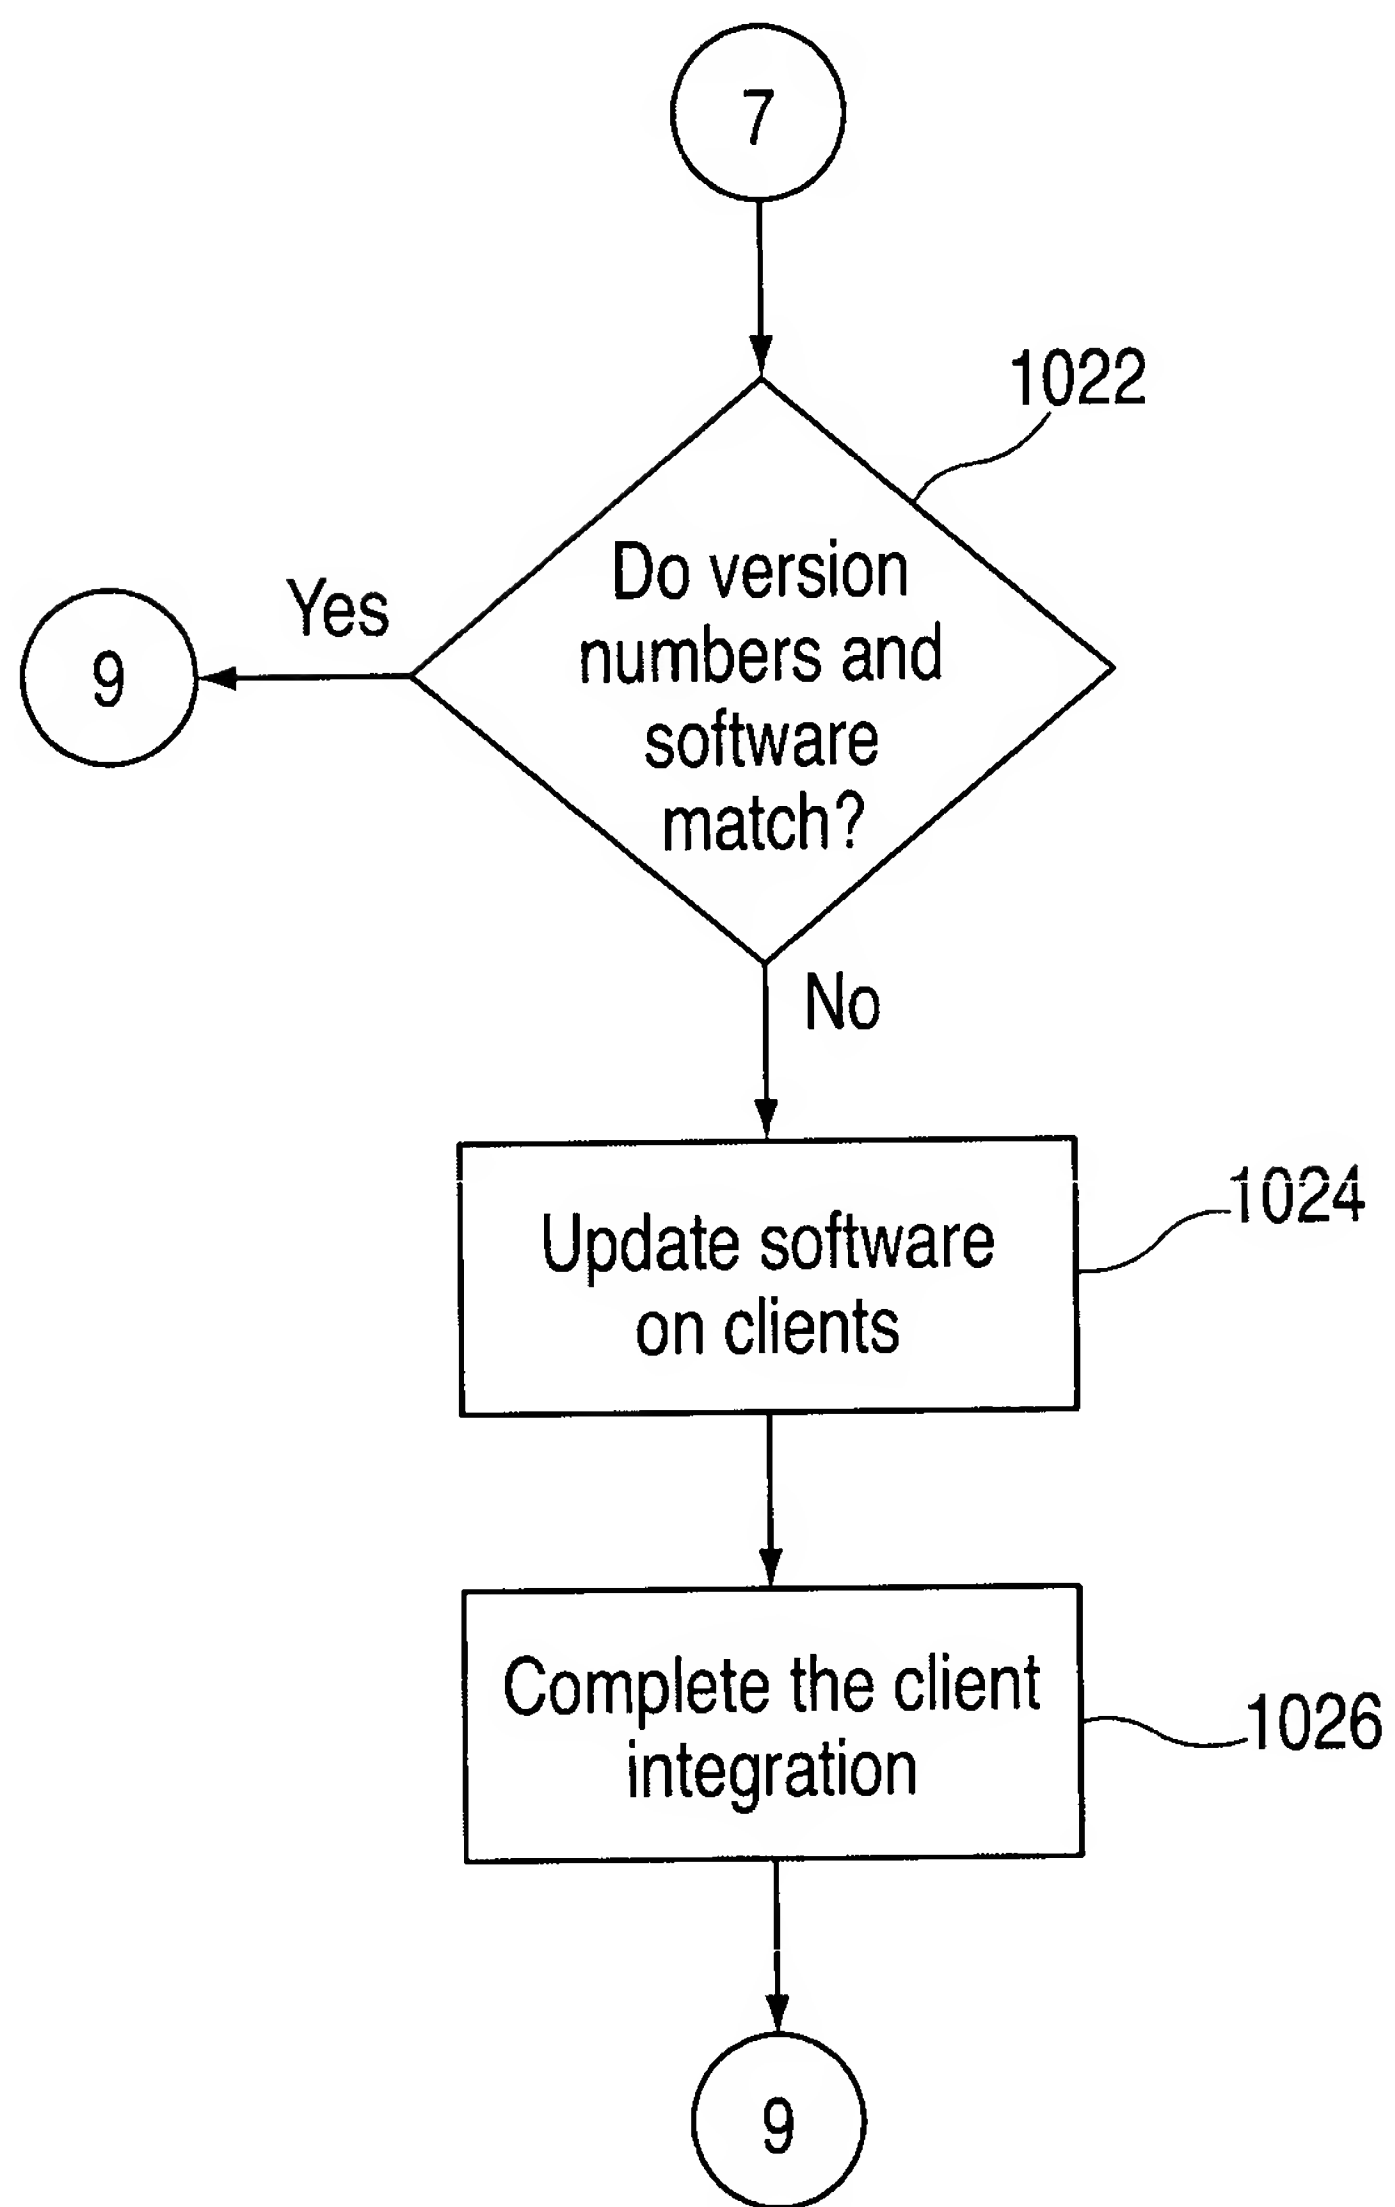 7
1022
Do version
numbers and
software
match?
Yes
9
No
1024
Update software
on clients
Complete the client
integration
1026
9